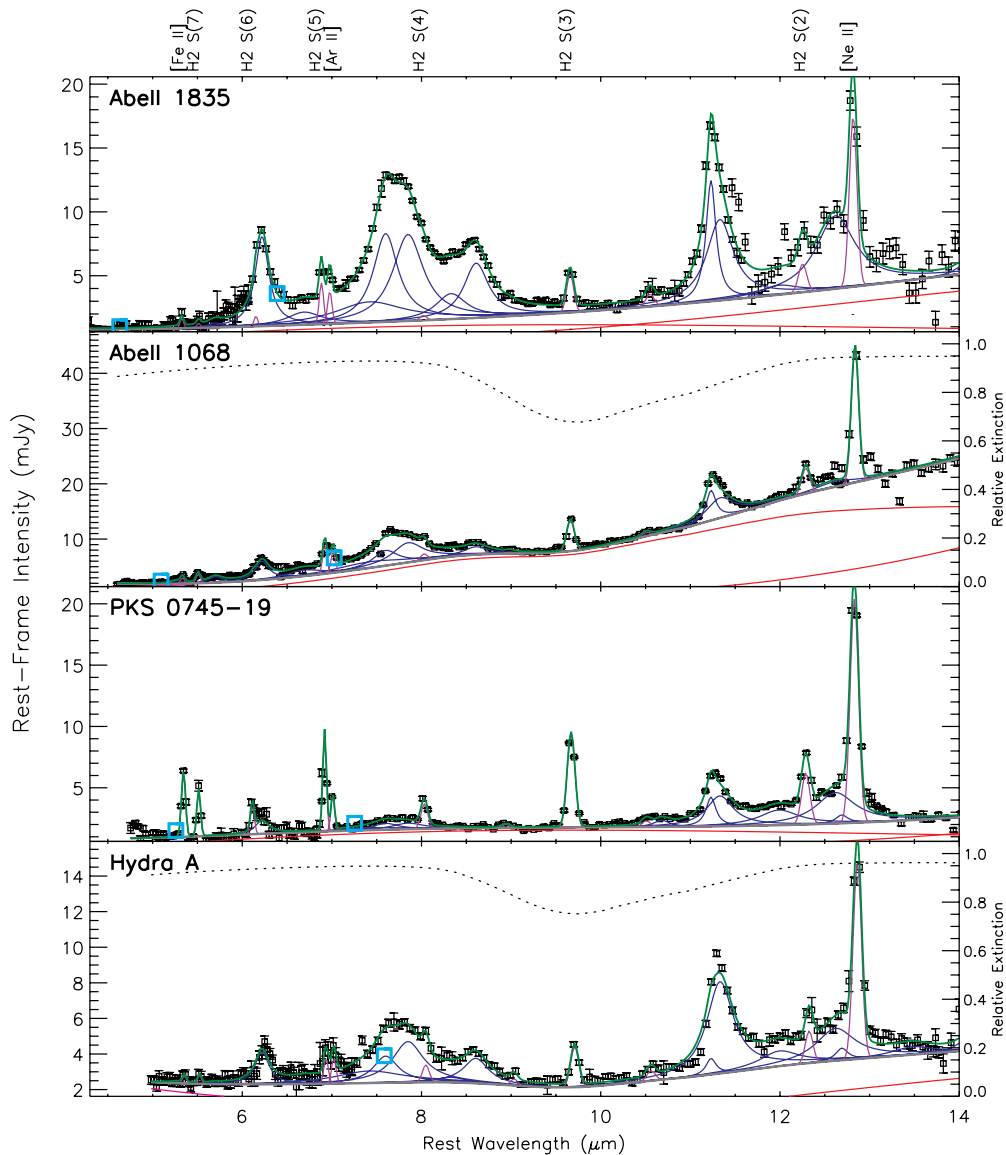 [Fe II]
H2 S(7)
H2 S(6)
H2 S(5)
[Ar II]
H2 S(4)
H2 S(3)
H2 S(2)
[Ne II]
Abell 1835
20
15
10
5
Abell 1068
40
30
20
10
1.0
0.8
0.6
0.4
0.2
0.0
Relative Extinction
PKS 0745-19
20
15
10
5
Hydra A
14
12
10
8
6
4
2
1.0
0.8
0.6
0.4
0.2
0.0
Relative Extinction
Rest-Frame Intensity (mJy)
6
8
10
12
14
Rest Wavelength (μm)